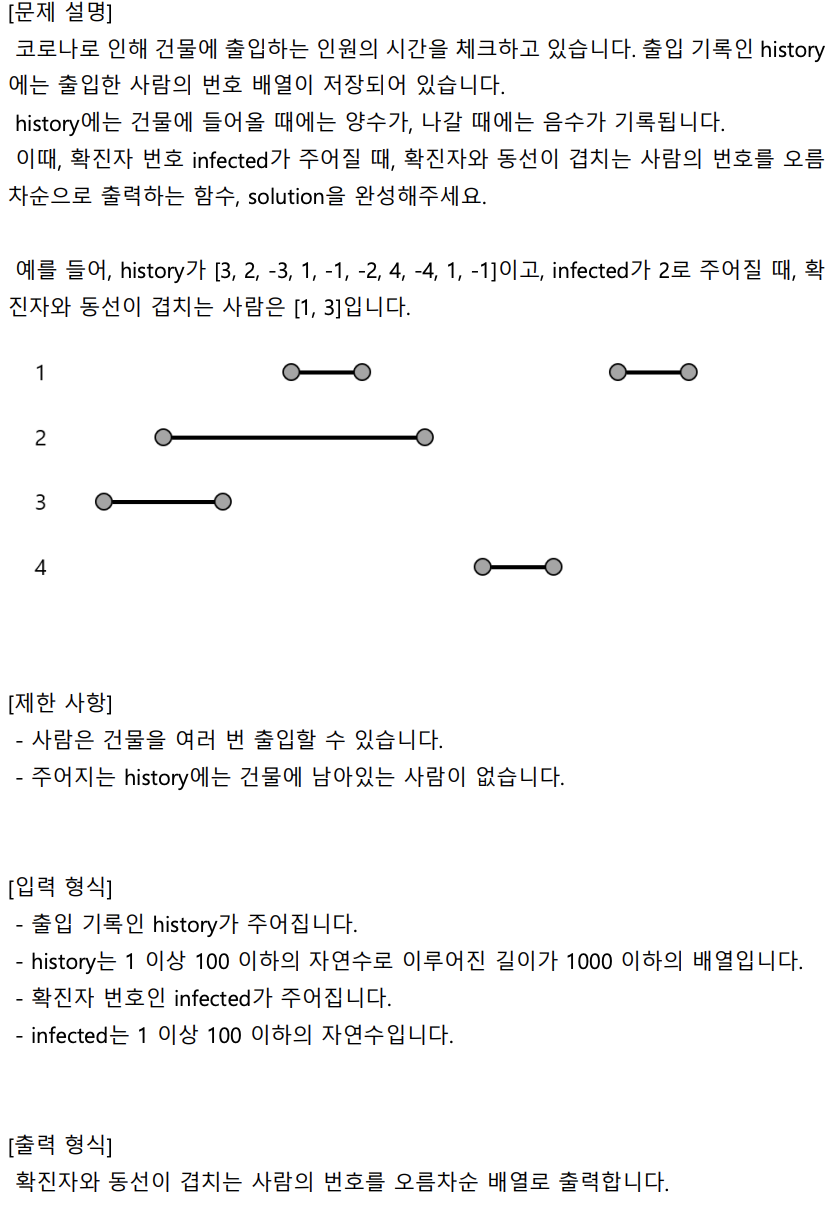 [문제 설명]
코로나로 인해 건물에 출입하는 인원의 시간을 체크하고 있습니다. 출입 기록인 history
에는 출입한 사람의 번호 배열이 저장되어 있습니다.
history에는 건물에 들어올 때에는 양수가, 나갈 때에는 음수가 기록됩니다.
이때, 확진자 번호 infected가 주어질 때, 확진자와 동선이 겹치는 사람의 번호를 오름
차순으로 출력하는 함수, solution을 완성해주세요.
예를 들어, history가 [3, 2, -3, 1, -1, -2, 4, -4, 1, -1]이고, infected가 2로 주어질 때, 확
진자와 동선이 겹치는 사람은 [1, 3]입니다.
1
2
3
4
[제한 사항]
- 사람은 건물을 여러 번 출입할 수 있습니다.
- 주어지는 history에는 건물에 남아있는 사람이 없습니다.
[입력 형식]
- 출입 기록인 history가 주어집니다.
- history는 1 이상 100 이하의 자연수로 이루어진 길이가 1000 이하의 배열입니다.
- 확진자 번호인 infected가 주어집니다.
- infected는 1 이상 100 이하의 자연수입니다.
[출력 형식]
확진자와 동선이 겹치는 사람의 번호를 오름차순 배열로 출력합니다.